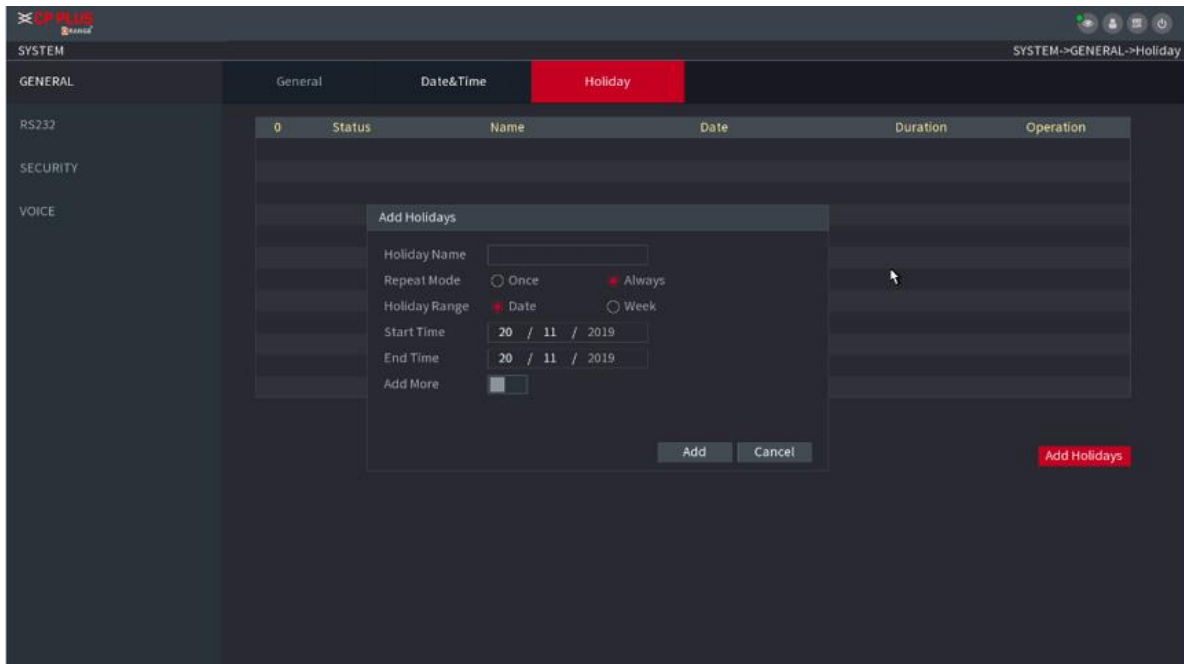 CP PLUS
ORANGE
SYSTEM
SYSTEM->GENERAL->Holiday
GENERAL
General Date&Time Holiday
RS232
0 Status Name Date Duration Operation
SECURITY
VOICE
Add Holidays
Holiday Name
Repeat Mode Once Always
Holiday Range Date Week
Start Time 20 / 11 / 2019
End Time 20 / 11 / 2019
Add More
Add Cancel
Add Holidays